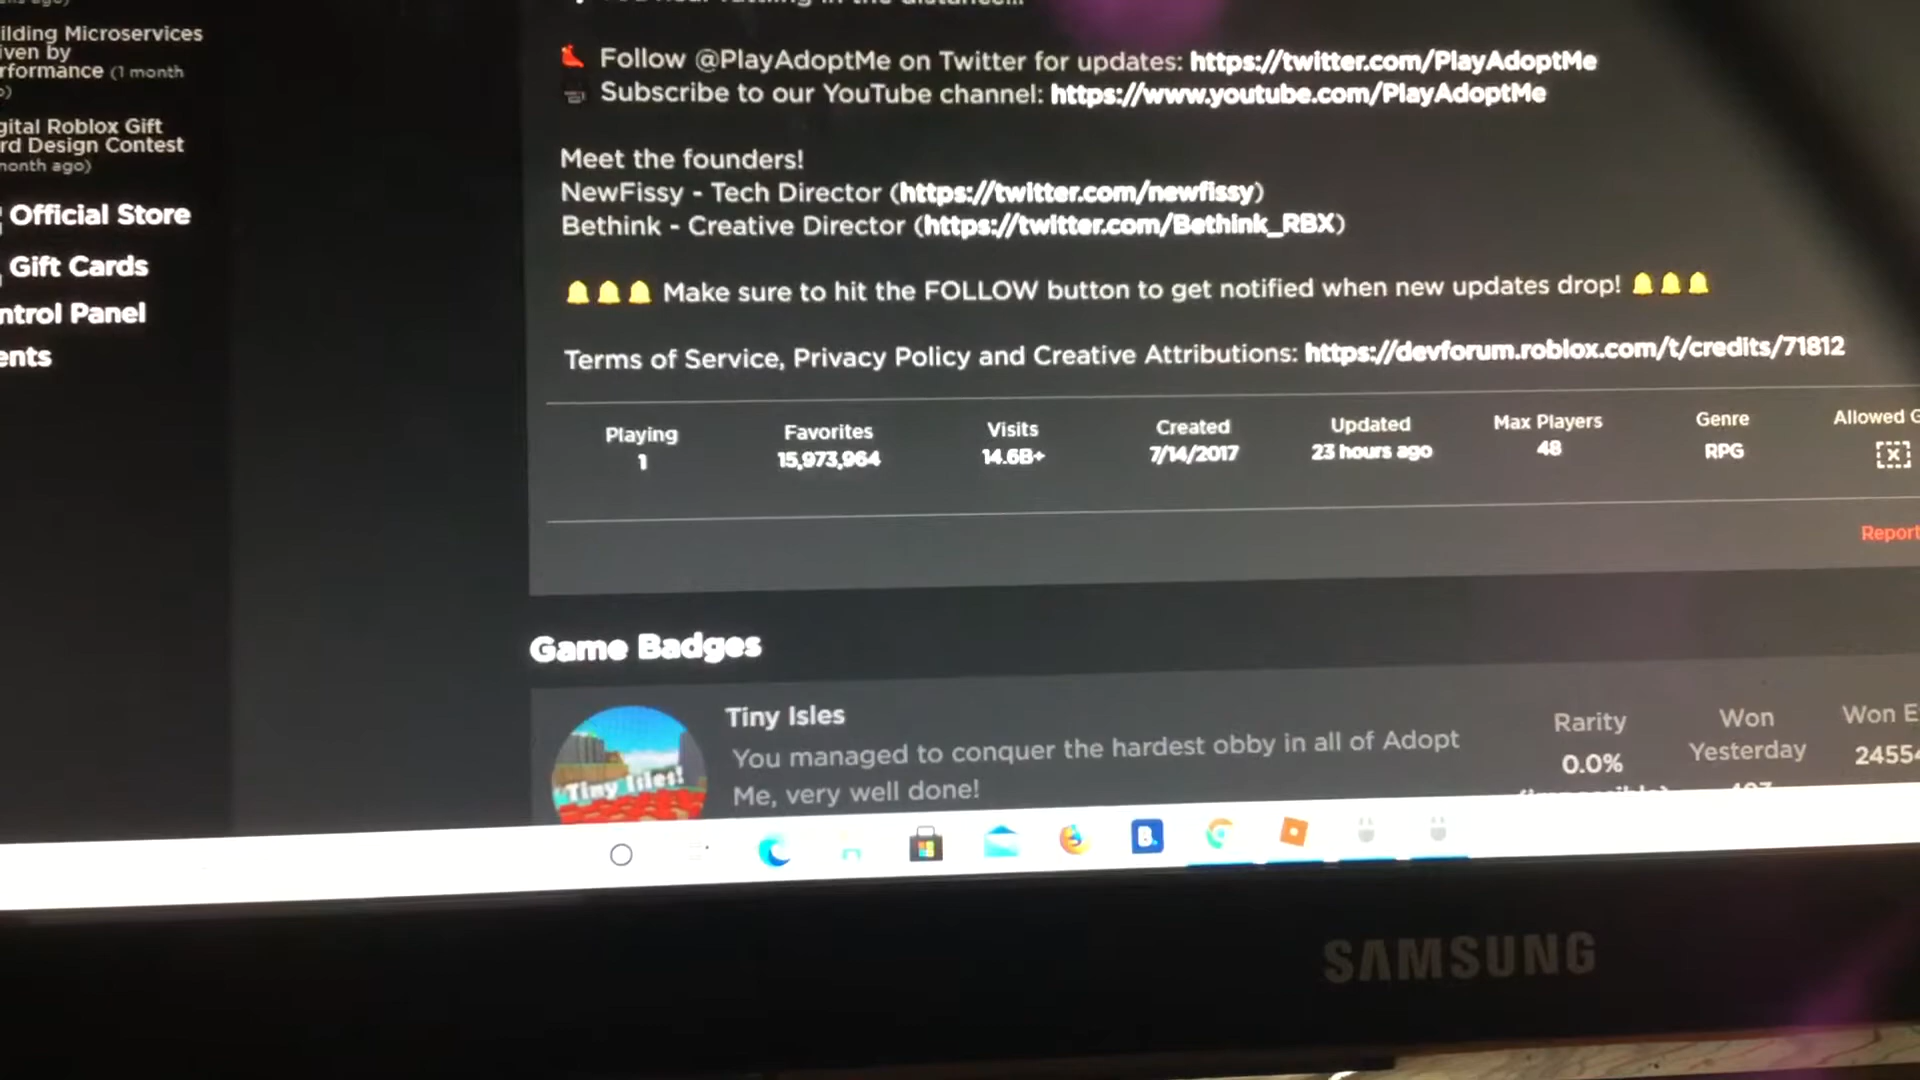 ilding Microservices
iven by
rformance (1 month
o)
gital Roblox Gift
rd Design Contest
month ago)
Official Store
Gift Cards
ntrol Panel
ents
Follow @PlayAdoptMe on Twitter for updates: https://twitter.com/PlayAdoptMe
Subscribe to our YouTube channel: https://www.youtube.com/PlayAdoptMe
Meet the founders!
NewFissy - Tech Director (https://twitter.com/newfissy)
Bethink - Creative Director (https://twitter.com/Bethink_RBX)
Make sure to hit the FOLLOW button to get notified when new updates drop!
Terms of Service, Privacy Policy and Creative Attributions: https://devforum.roblox.com/t/credits/71812
Playing Favorites Visits Created Updated Max Players Genre Allowed G
1 15,973,964 14.6B+ 7/14/2017 23 hours ago 48 RPG
Report
Game Badges
Tiny Isles
You managed to conquer the hardest obby in all of Adopt
Me, very well done!
Rarity
0.0%
Won
Yesterday
Won E
24554
Tiny Isles!
B.
SAMSUNG